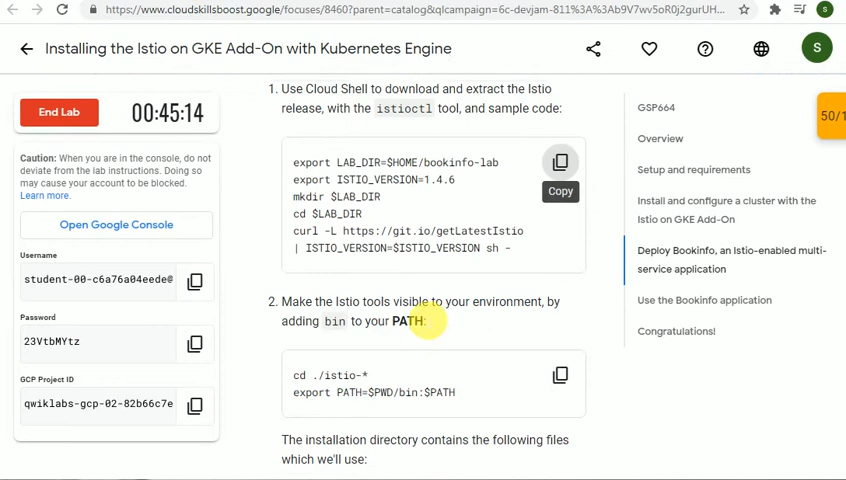 https://www.cloudskillsboost.google/focuses/8460?parent=catalog&qlcampaign=6c-devjam-811%3A%3Ab9V7wv5oR0j2gurUH...
S
Installing the Istio on GKE Add-On with Kubernetes Engine
S
End Lab
00:45:14
Caution: When you are in the console, do not
deviate from the lab instructions. Doing so
may cause your account to be blocked.
Learn more.
Open Google Console
Username
student-00-c6a76a04eede@
Password
23VtbMYtz
GCP Project ID
qwiklabs-gcp-02-82b66c7e
1. Use Cloud Shell to download and extract the Istio
release, with the istioctl tool, and sample code:
export LAB_DIR=$HOME/bookinfo-lab
export ISTIO_VERSION=1.4.6
mkdir $LAB_DIR
cd $LAB_DIR
curl -L https://git.io/getLatestIstio
| ISTIO_VERSION=$ISTIO_VERSION sh -
Copy
2. Make the Istio tools visible to your environment, by
adding bin to your PATH:
cd ./istio-*
export PATH=$PWD/bin:$PATH
The installation directory contains the following files
which we'll use:
GSP664
Overview
Setup and requirements
Install and configure a cluster with the
Istio on GKE Add-On
Deploy Bookinfo, an Istio-enabled multi-
service application
Use the Bookinfo application
Congratulations!
50/1